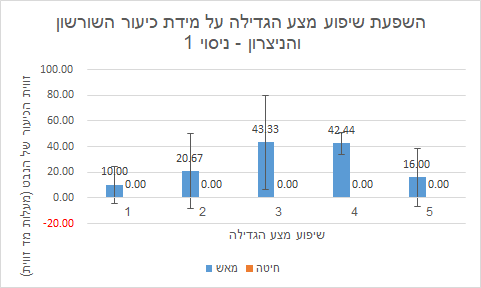 השפעת שיפוע מצע הגדילה על מידת כיעור השורשון
והניצרון - ניסוי 1
זווית הכיעור של הנבט (מעלות מד זווית)
100.00
80.00
60.00
40.00
20.00
0.00
-20.00
10.00 0.00 20.67 0.00 43.33 0.00 42.44 0.00 16.00 0.00
1 2 3 4 5
שיפוע מצע הגדילה
מאש חיטה